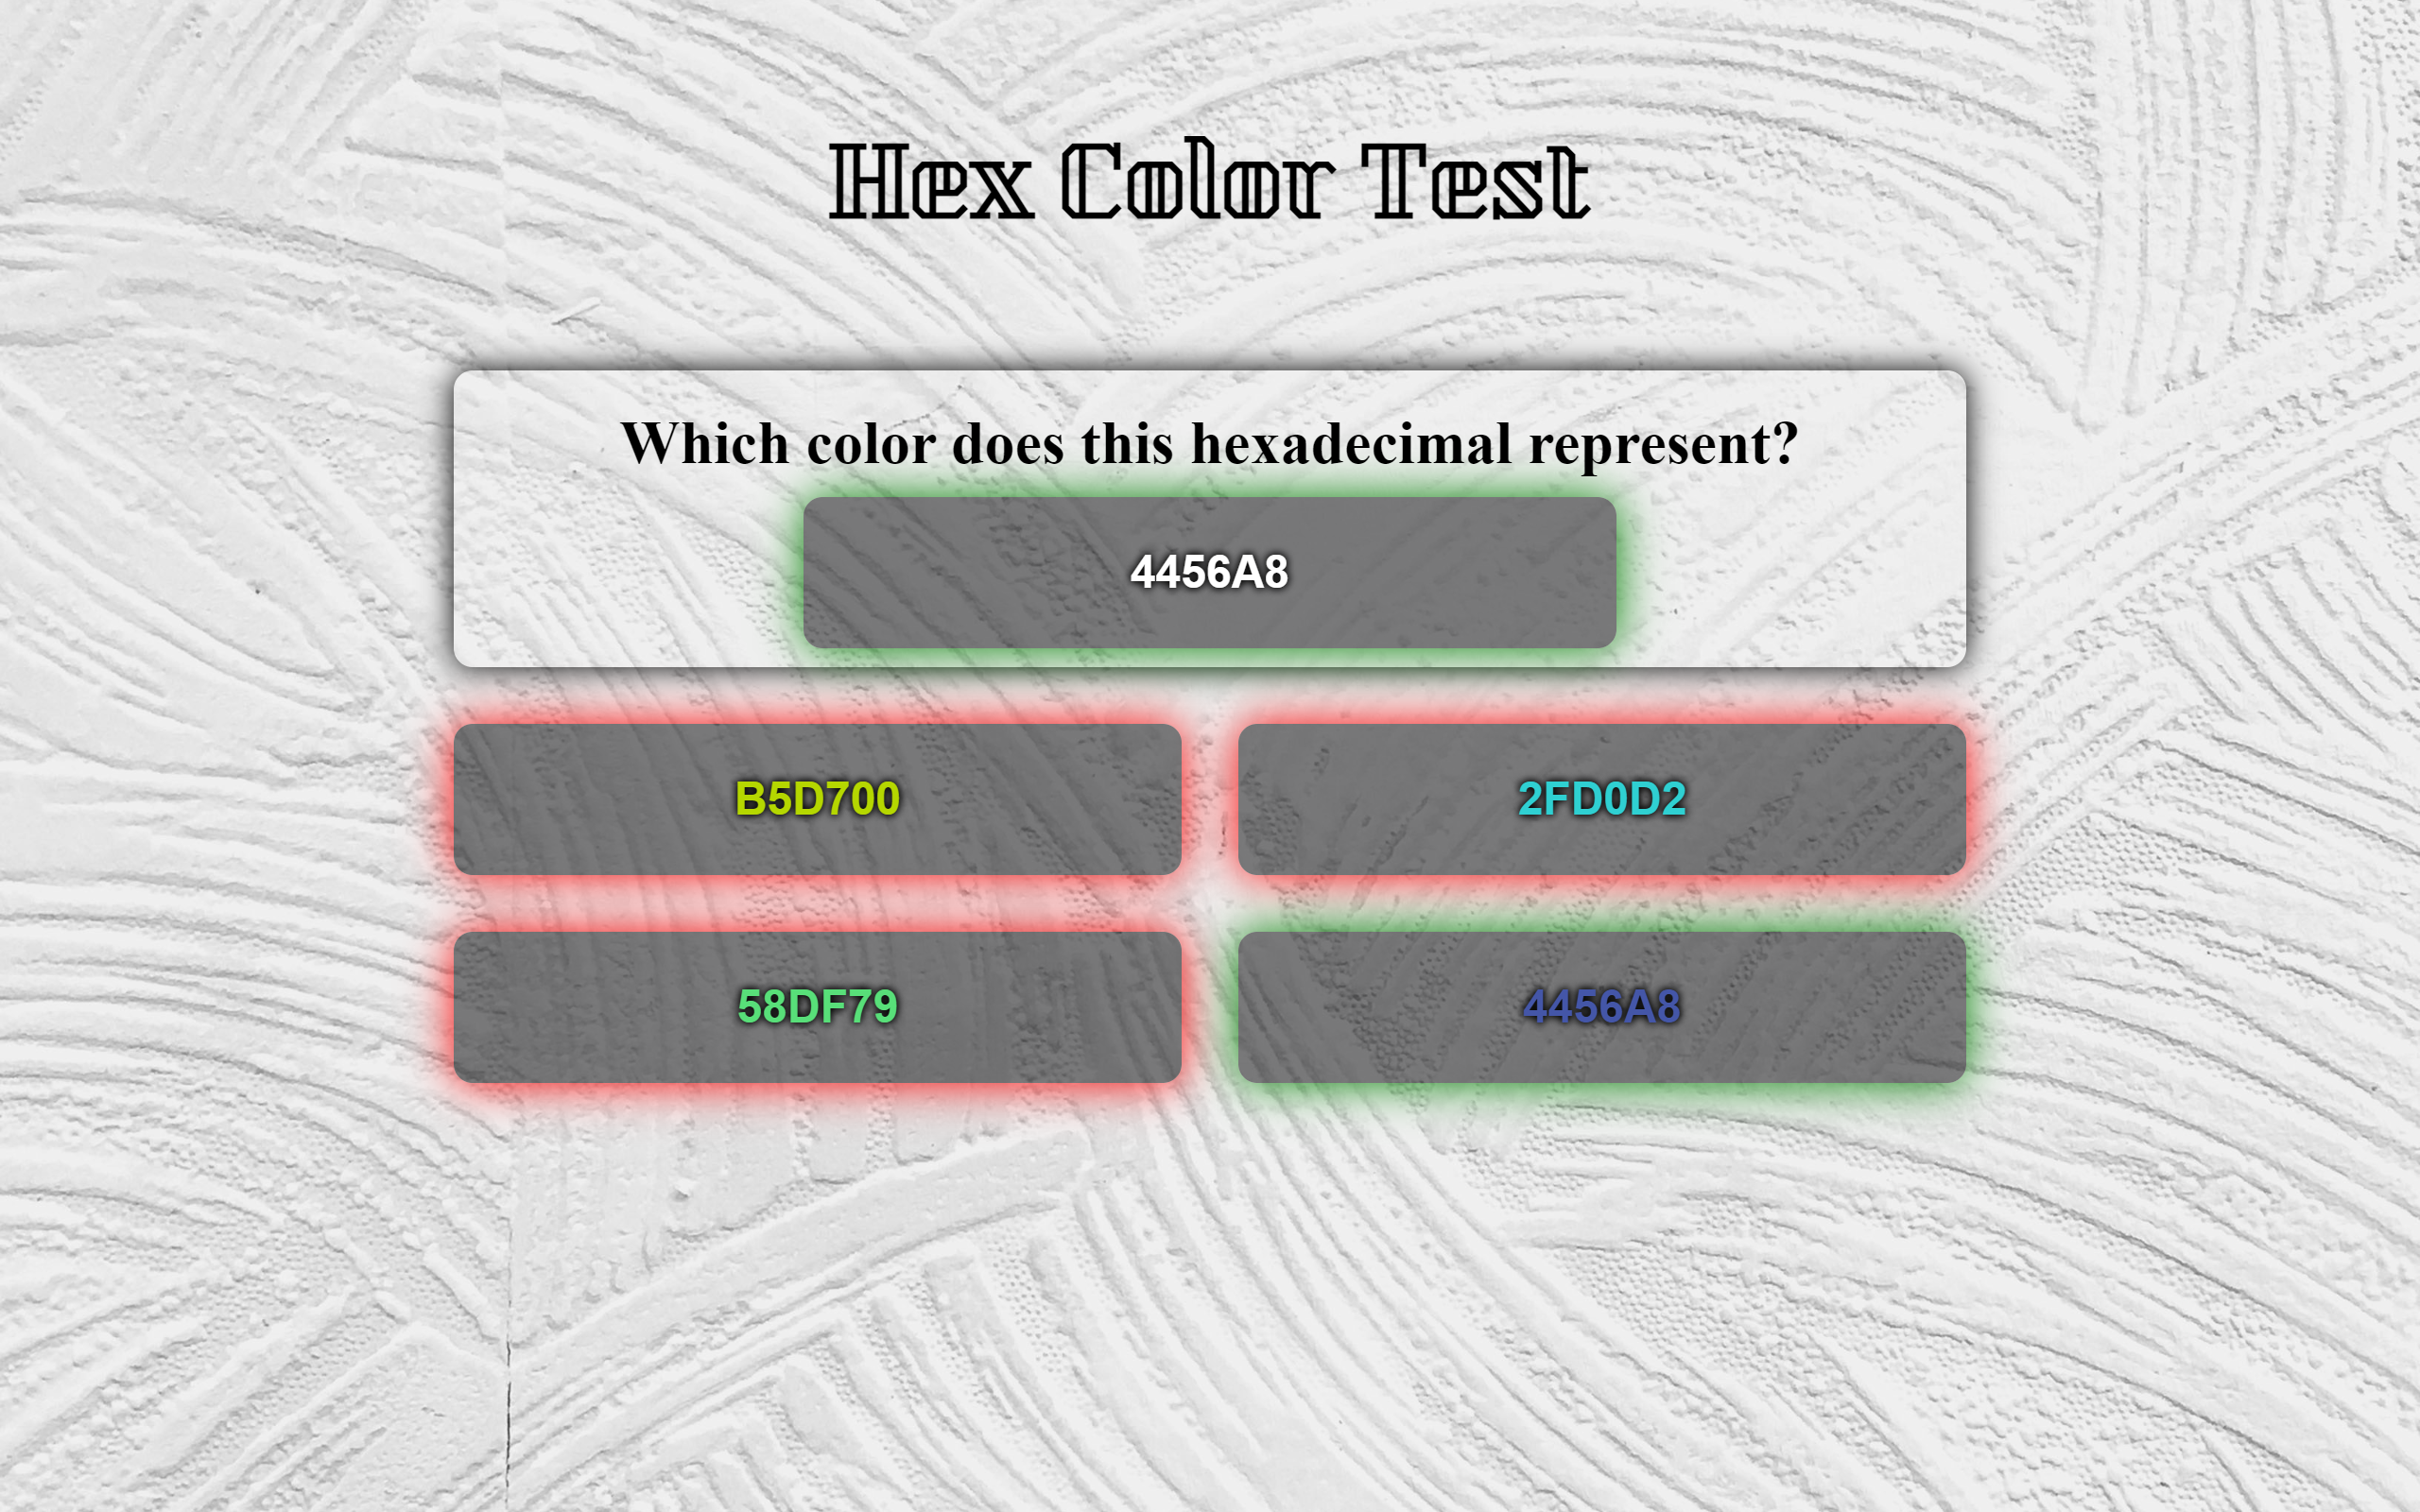 Hex Color Test
Which color does this hexadecimal represent?
4456A8
B5D700
2FD0D2
58DF79
4456A8